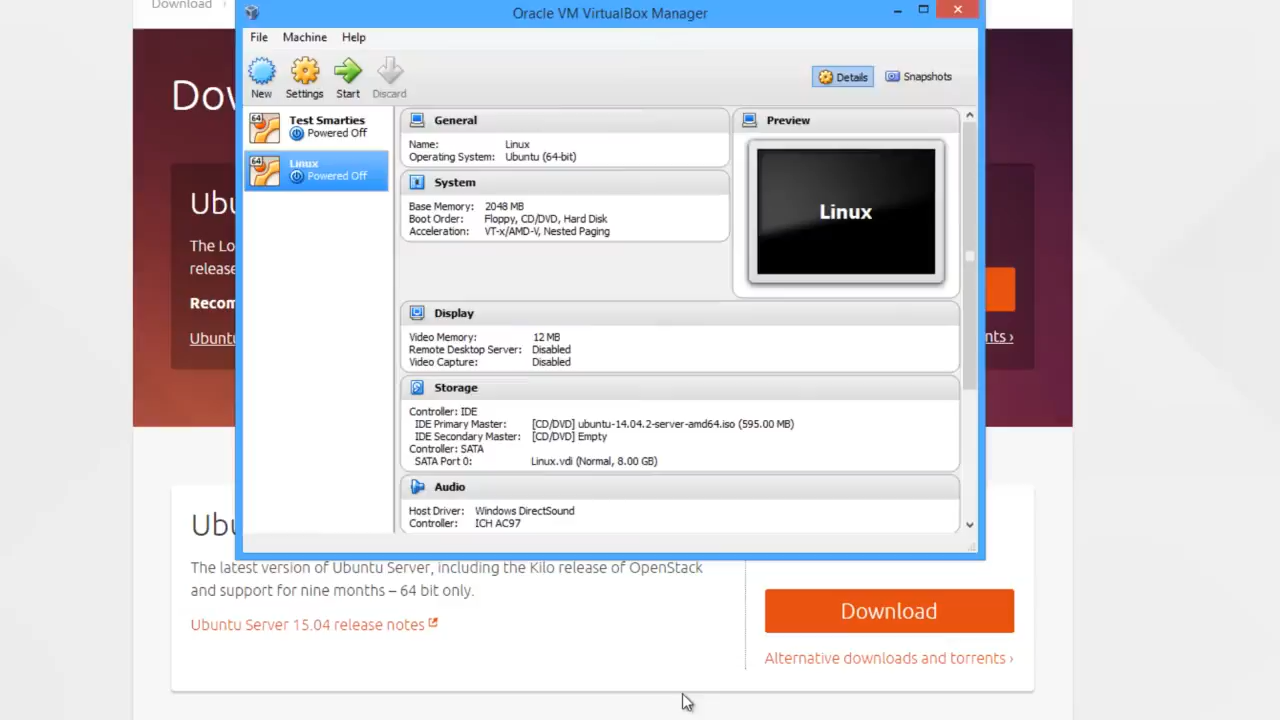 Download ›
Oracle VM VirtualBox Manager
File Machine Help
New Settings Start Discard
Details Snapshots
64
Test Smarties
Powered Off
64
Linux
Powered Off
General
Name: Linux
Operating System: Ubuntu (64-bit)
System
Base Memory: 2048 MB
Boot Order: Floppy, CD/DVD, Hard Disk
Acceleration: VT-x/AMD-V, Nested Paging
Preview
Linux
Display
Video Memory: 12 MB
Remote Desktop Server: Disabled
Video Capture: Disabled
Storage
Controller: IDE
IDE Primary Master: [CD/DVD] ubuntu-14.04.2-server-amd64.iso (595.00 MB)
IDE Secondary Master: [CD/DVD] Empty
Controller: SATA
SATA Port 0: Linux.vdi (Normal, 8.00 GB)
Audio
Host Driver: Windows DirectSound
Controller: ICH AC97
Dow
Ubu
The Lo
release
Recom
Ubuntu
nts ›
Ubu
The latest version of Ubuntu Server, including the Kilo release of OpenStack
and support for nine months – 64 bit only.
Ubuntu Server 15.04 release notes
Download
Alternative downloads and torrents ›